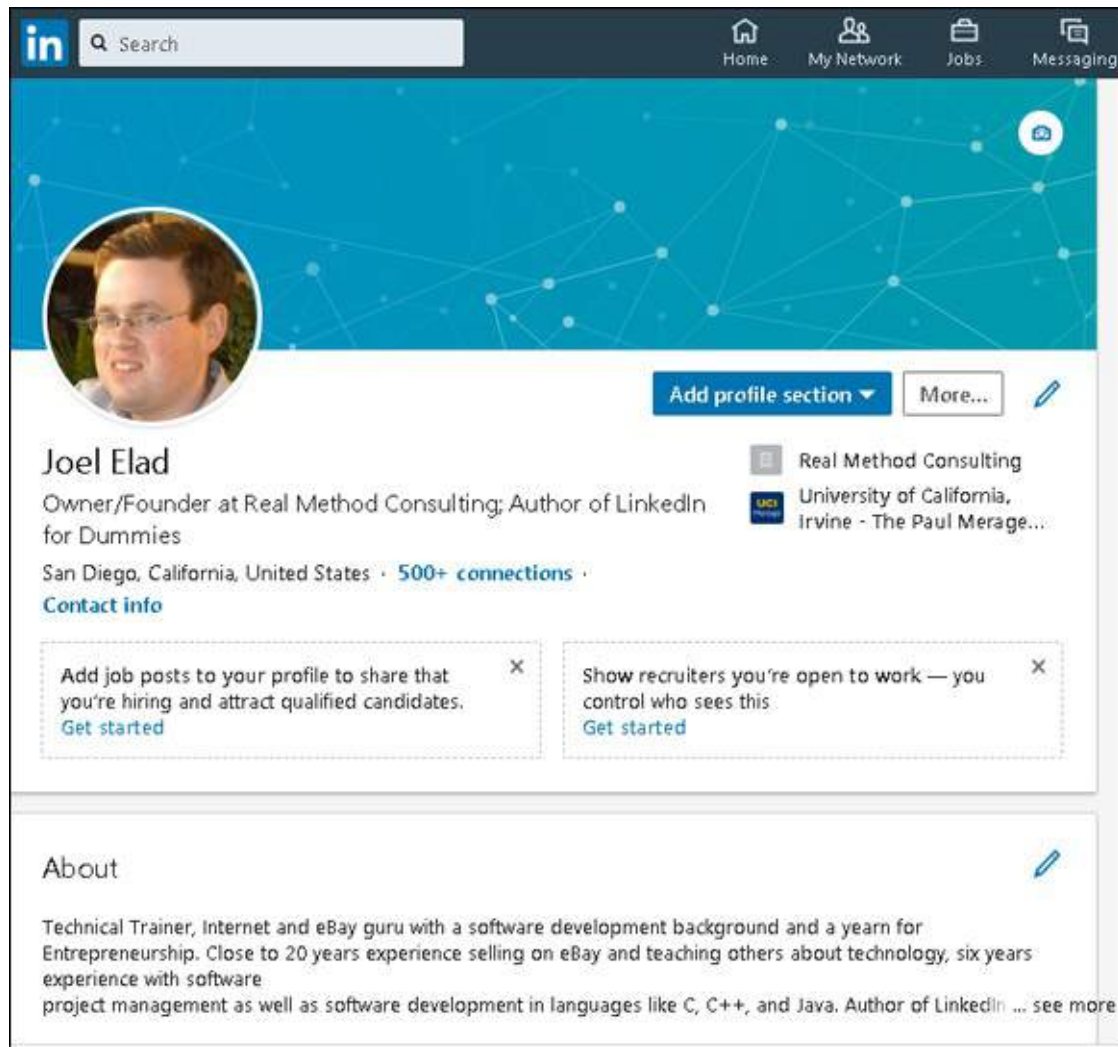 in
Search
Home
My Network
Jobs
Messaging
Add profile section
More...
Joel Elad
Owner/Founder at Real Method Consulting; Author of LinkedIn
for Dummies
San Diego, California, United States · 500+ connections ·
Contact info
Real Method Consulting
UCI
Merage
University of California,
Irvine - The Paul Merage...
Add job posts to your profile to share that
you're hiring and attract qualified candidates.
Get started
Show recruiters you're open to work — you
control who sees this
Get started
About
Technical Trainer, Internet and eBay guru with a software development background and a yearn for
Entrepreneurship. Close to 20 years experience selling on eBay and teaching others about technology, six years
experience with software
project management as well as software development in languages like C, C++, and Java. Author of LinkedIn ... see more